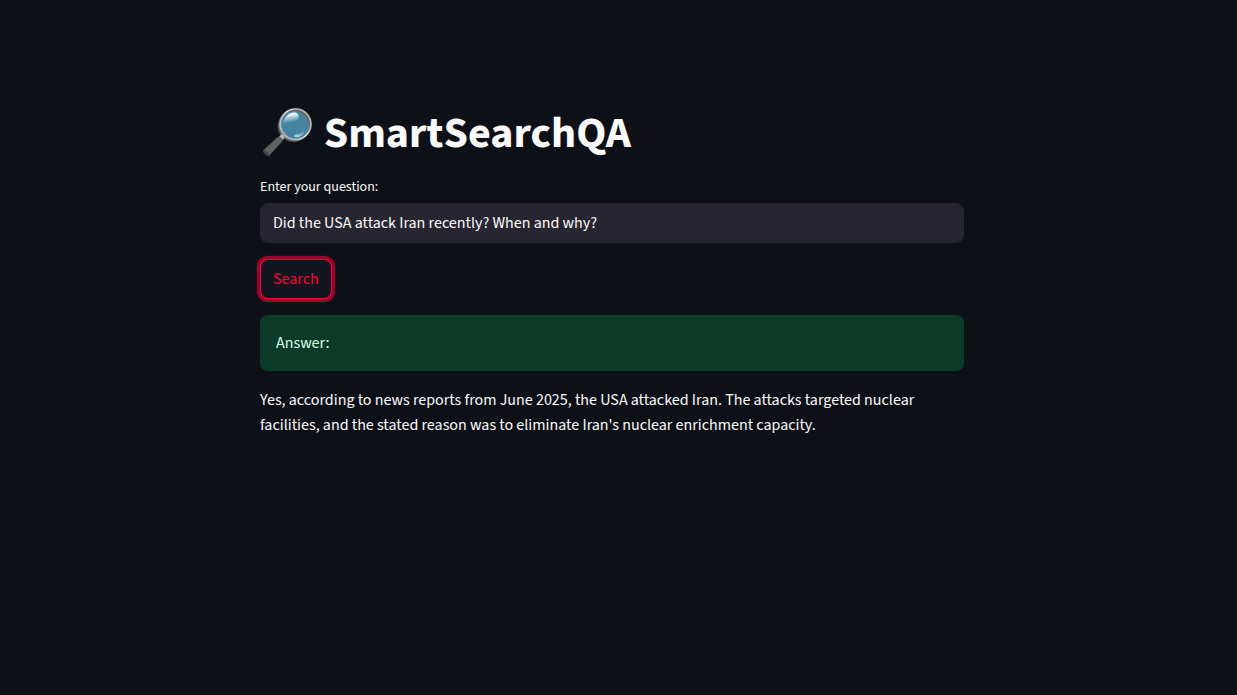 SmartSearchQA
Enter your question:
Did the USA attack Iran recently? When and why?
Search
Answer:
Yes, according to news reports from June 2025, the USA attacked Iran. The attacks targeted nuclear
facilities, and the stated reason was to eliminate Iran's nuclear enrichment capacity.